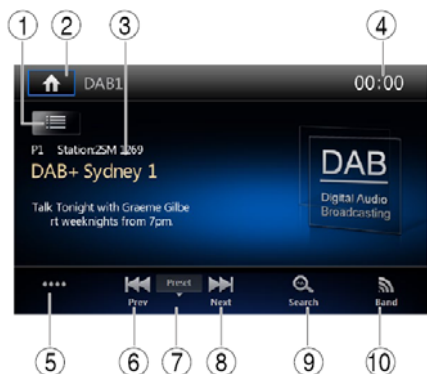 1 2 3 4
DAB1 00:00
P1 Station:2SM 1269
DAB+ Sydney 1
Talk Tonight with Graeme Gilbe
rt weeknights from 7pm.
DAB
Digital Audio
Broadcasting
Preset
Prev Next Search Band
5 6 7 8 9 10